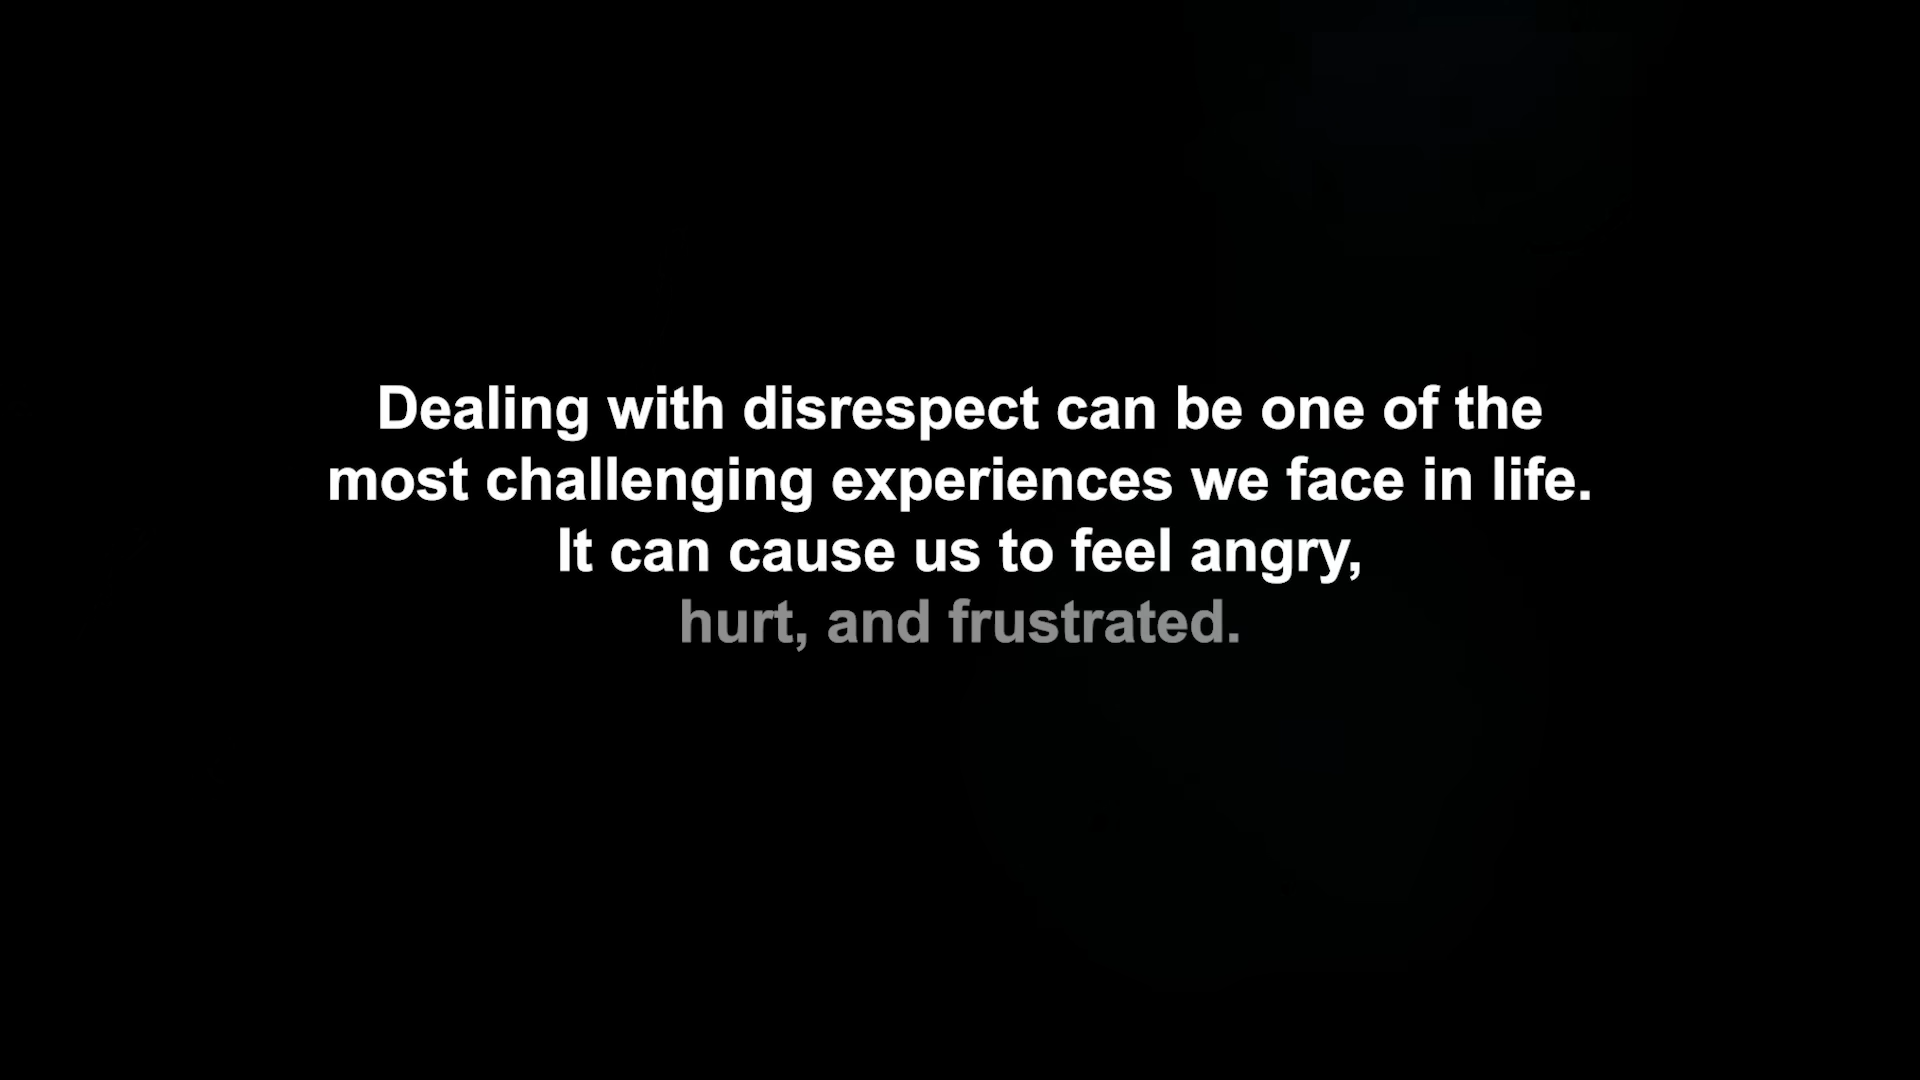 Dealing with disrespect can be one of the
most challenging experiences we face in life.
It can cause us to feel angry,
hurt, and frustrated.